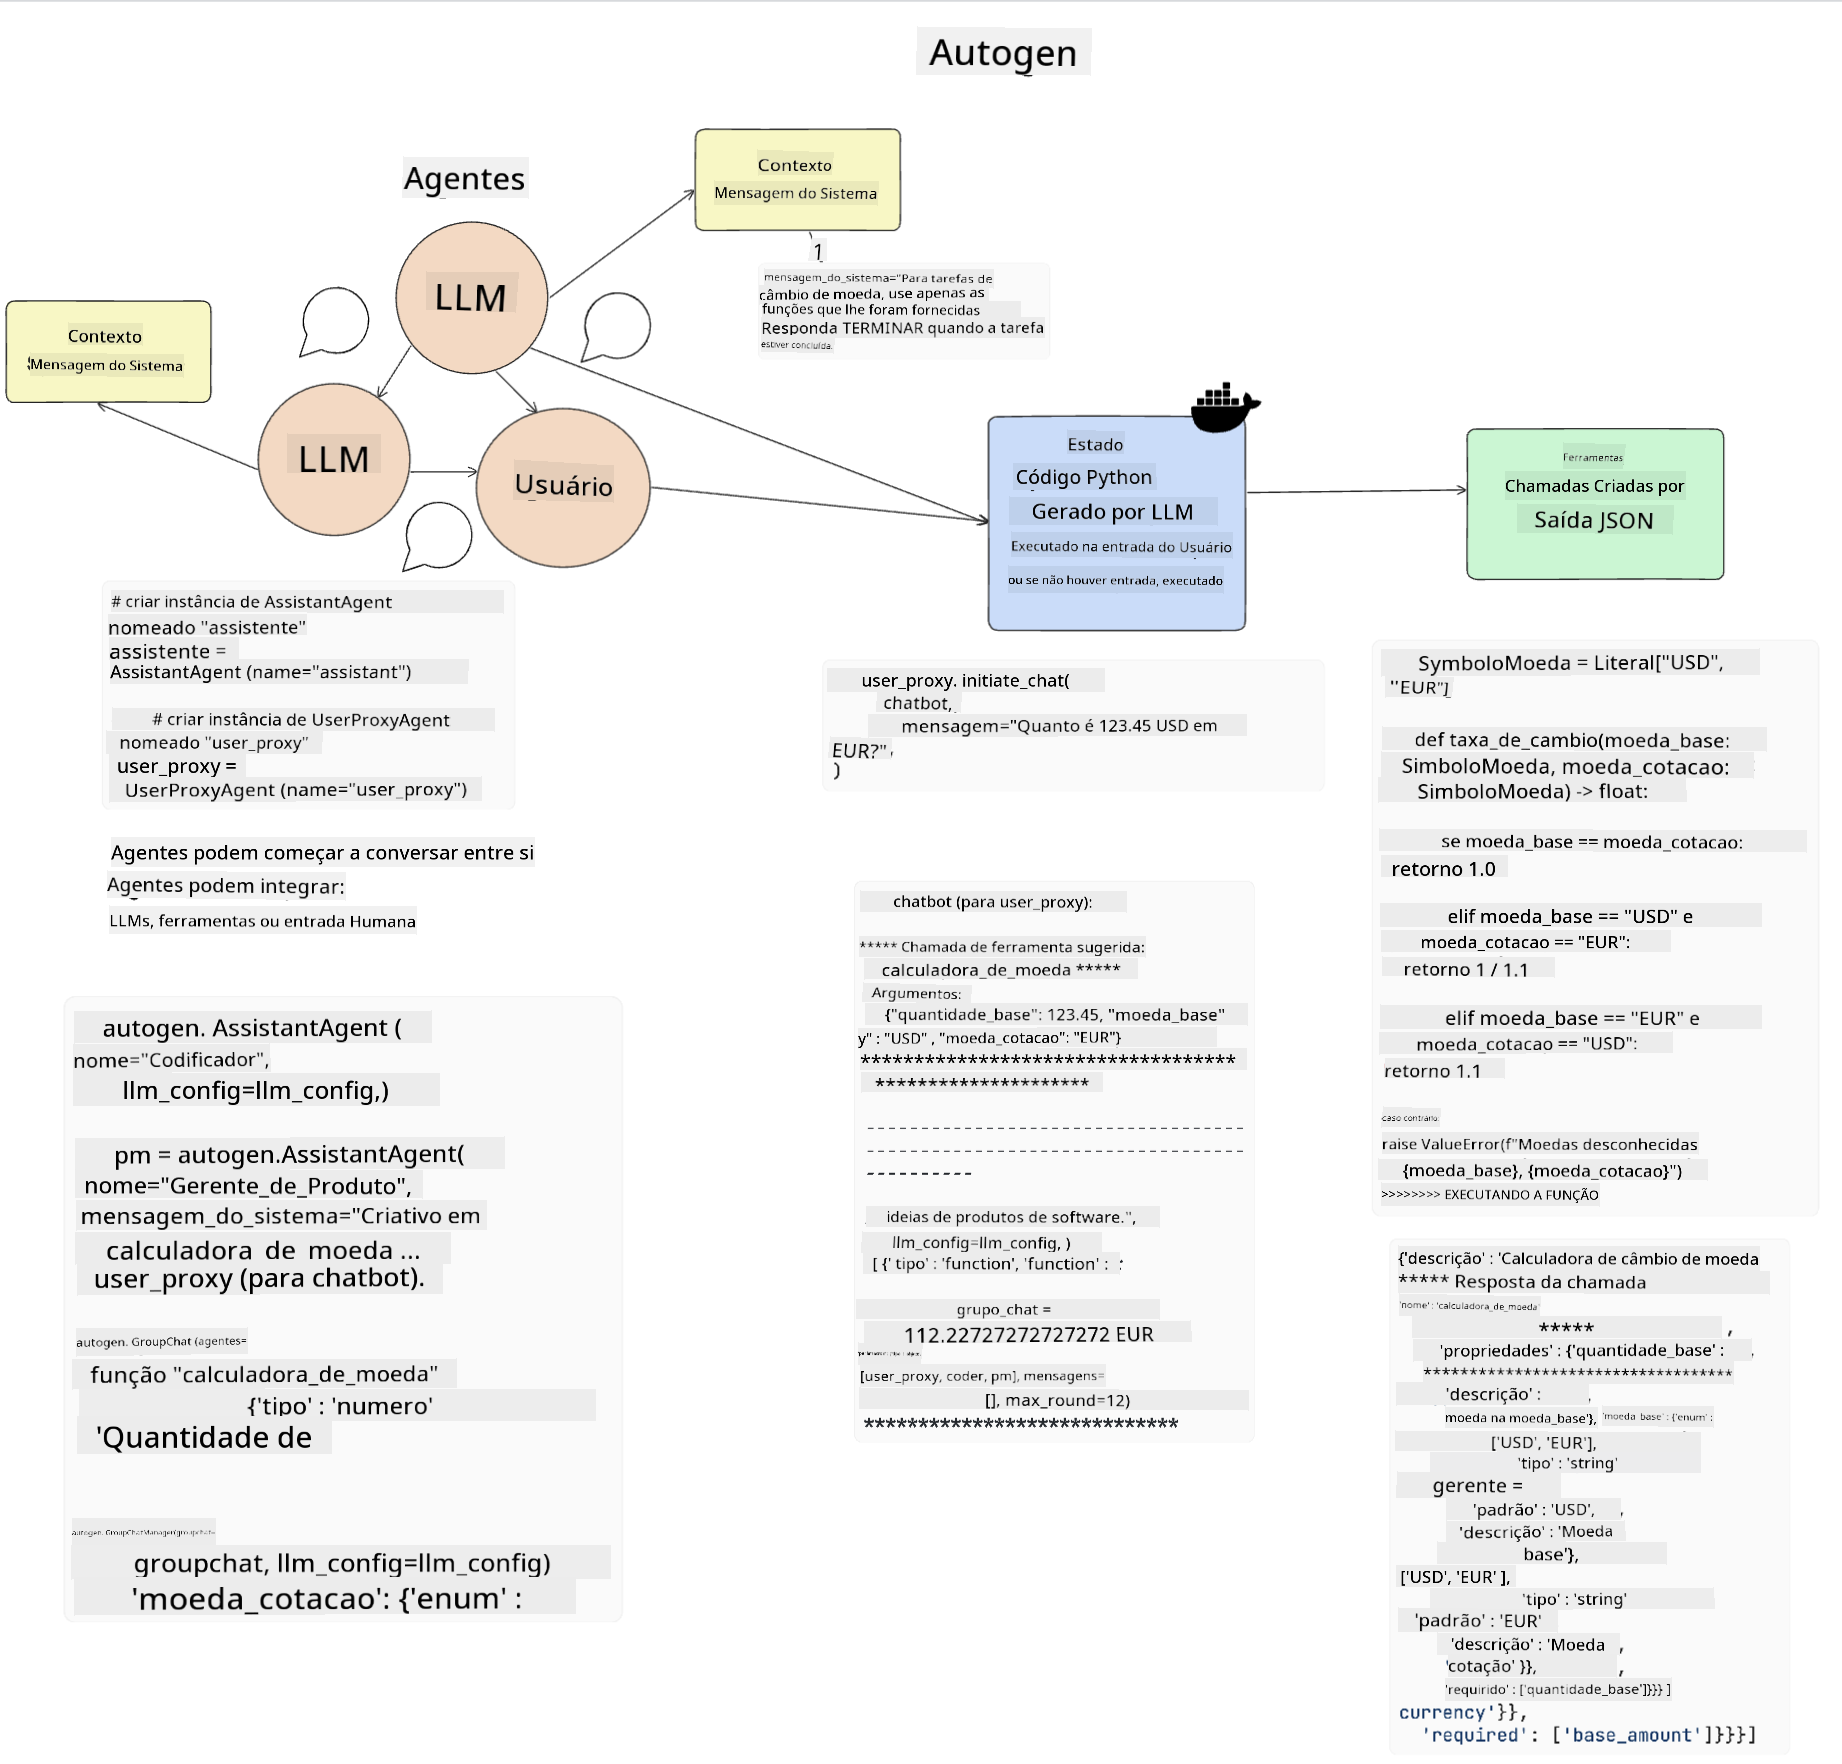 Autogen
Agentes
Contexto
Mensagem do Sistema
1
mensagem_do_sistema="Para tarefas de
câmbio de moeda, use apenas as
funções que lhe foram fornecidas
Responda TERMINAR quando a tarefa
estiver concluída.
LLM
Contexto
Mensagem do Sistema
LLM
Usuário
Estado
Código Python
Gerado por LLM
Executado na entrada do Usuário
ou se não houver entrada, executado
Ferramentas
Chamadas Criadas por
Saída JSON
# criar instância de AssistantAgent
nomeado "assistente"
assistente =
AssistantAgent (name="assistant")
# criar instância de UserProxyAgent
nomeado "user_proxy"
user_proxy =
UserProxyAgent (name="user_proxy")
Agentes podem começar a conversar entre si
Agentes podem integrar:
LLMs, ferramentas ou entrada Humana
autogen. AssistantAgent (
nome="Codificador",
llm_config=llm_config,)
pm = autogen.AssistantAgent(
nome="Gerente_de_Produto",
mensagem_do_sistema="Criativo em
calculadora_de_moeda ...
user_proxy (para chatbot).
autogen. GroupChat (agentes=
função "calculadora_de_moeda"
{'tipo' : 'numero'
'Quantidade de
autogen. GroupChatManager(groupchat=
groupchat, llm_config=llm_config)
'moeda_cotacao': {'enum' :
user_proxy. initiate_chat(
chatbot,
mensagem="Quanto é 123.45 USD em
EUR?",
)
chatbot (para user_proxy):
***** Chamada de ferramenta sugerida:
calculadora_de_moeda *****
Argumentos:
{"quantidade_base": 123.45, "moeda_base"
y" : "USD" , "moeda_cotacao": "EUR"}
***********************************
*********************
-----------------------------------
-----------------------------------
----------
ideias de produtos de software.",
llm_config=llm_config, )
[ {' tipo' : 'function', 'function' :
grupo_chat =
112.22727272727272 EUR
[user_proxy, coder, pm], mensagens=
[], max_round=12)
*****************************
SymboloMoeda = Literal["USD",
"EUR"]
def taxa_de_cambio(moeda_base:
SimboloMoeda, moeda_cotacao:
SimboloMoeda) -> float:
se moeda_base == moeda_cotacao:
retorno 1.0
elif moeda_base == "USD" e
moeda_cotacao == "EUR":
retorno 1 / 1.1
elif moeda_base == "EUR" e
moeda_cotacao == "USD":
retorno 1.1
caso contrário:
raise ValueError(f"Moedas desconhecidas
{moeda_base}, {moeda_cotacao}")
>>>>>>>> EXECUTANDO A FUNÇÃO
{'descrição' : 'Calculadora de câmbio de moeda
***** Resposta da chamada
'nome' : 'calculadora_de_moeda'
***** ,
'propriedades' : {'quantidade_base' : ,
*******************************
'descrição' : ,
moeda na moeda_base'}, 'moeda_base' : {'enum' :
['USD', 'EUR'],
'tipo' : 'string'
gerente =
'padrão' : 'USD', ,
'descrição' : 'Moeda
base'},
['USD', 'EUR' ],
'tipo' : 'string'
'padrão' : 'EUR'
'descrição' : 'Moeda ,
'cotação' }}, ,
'requirido' : ['quantidade_base']}}} ]
currency'}},
'required': ['base_amount']}}}]